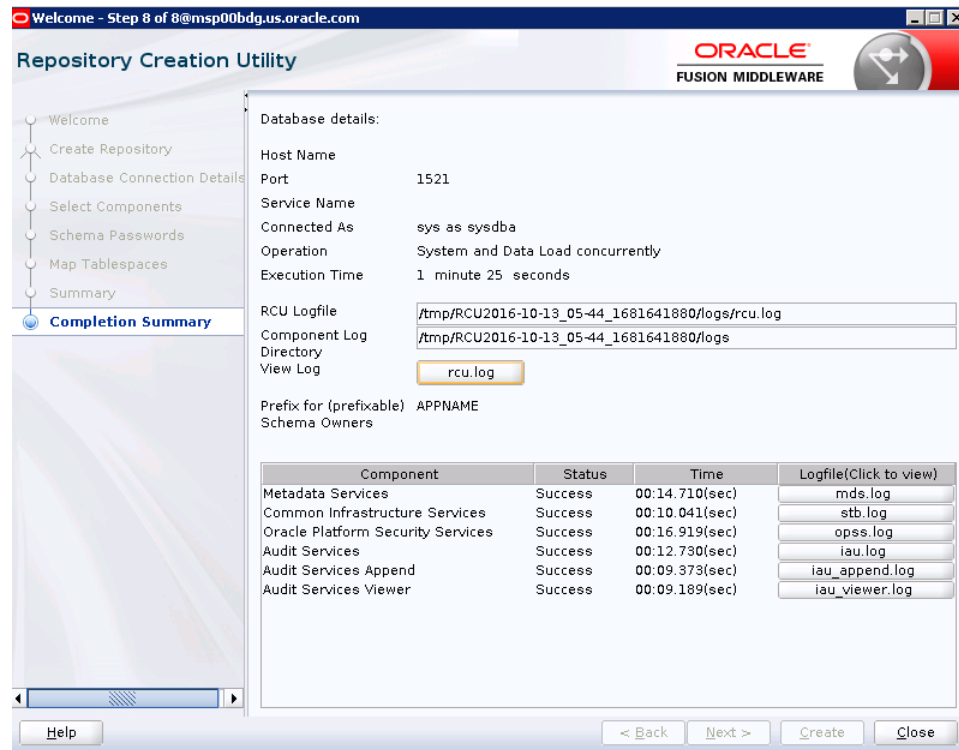 Welcome - Step 8 of 8@msp00bdg.us.oracle.com
Repository Creation Utility
ORACLE
FUSION MIDDLEWARE
Welcome
Create Repository
Database Connection Details
Select Components
Schema Passwords
Map Tablespaces
Summary
Completion Summary
Database details:
Host Name
Port 1521
Service Name
Connected As sys as sysdba
Operation System and Data Load concurrently
Execution Time 1 minute 25 seconds
RCU Logfile /tmp/RCU2016-10-13_05-44_1681641880/logs/rcu.log
Component Log /tmp/RCU2016-10-13_05-44_1681641880/logs
Directory
View Log rcu.log
Prefix for (prefixable) APPNAME
Schema Owners
Component Status Time Logfile(Click to view)
Metadata Services Success 00:14.710(sec) mds.log
Common Infrastructure Services Success 00:10.041(sec) stb.log
Oracle Platform Security Services Success 00:16.919(sec) opss.log
Audit Services Success 00:12.730(sec) iau.log
Audit Services Append Success 00:09.373(sec) iau_append.log
Audit Services Viewer Success 00:09.189(sec) iau_viewer.log
Help < Back Next > Create Close